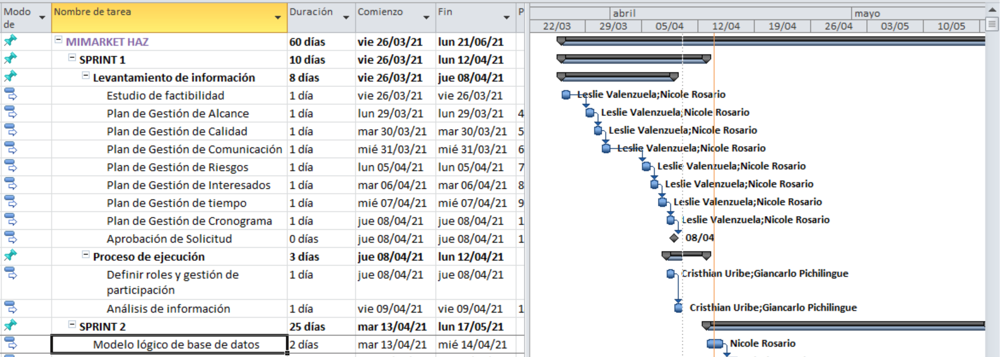 Modo de Nombre de tarea Duración Comienzo Fin P
abril mayo
22/03 29/03 05/04 12/04 19/04 26/04 03/05 10/05
MIMARKET HAZ 60 días vie 26/03/21 lun 21/06/21
SPRINT 1 10 días vie 26/03/21 lun 12/04/21
Levantamiento de información 8 días vie 26/03/21 jue 08/04/21
Estudio de factibilidad 1 día vie 26/03/21 vie 26/03/21 Leslie Valenzuela;Nicole Rosario
Plan de Gestión de Alcance 1 día lun 29/03/21 lun 29/03/21 4 Leslie Valenzuela;Nicole Rosario
Plan de Gestión de Calidad 1 día mar 30/03/21 mar 30/03/21 5 Leslie Valenzuela;Nicole Rosario
Plan de Gestión de Comunicación 1 día mié 31/03/21 mié 31/03/21 6 Leslie Valenzuela;Nicole Rosario
Plan de Gestión de Riesgos 1 día lun 05/04/21 lun 05/04/21 7 Leslie Valenzuela;Nicole Rosario
Plan de Gestión de Interesados 1 día mar 06/04/21 mar 06/04/21 8 Leslie Valenzuela;Nicole Rosario
Plan de Gestión de tiempo 1 día mié 07/04/21 mié 07/04/21 9 Leslie Valenzuela;Nicole Rosario
Plan de Gestión de Cronograma 1 día jue 08/04/21 jue 08/04/21 1 Leslie Valenzuela;Nicole Rosario
Aprobación de Solicitud 0 días jue 08/04/21 jue 08/04/21 1 08/04
Proceso de ejecución 3 días jue 08/04/21 lun 12/04/21
Definir roles y gestión de 1 día jue 08/04/21 jue 08/04/21 Cristhian Uribe;Giancarlo Pichilingue
participación
Análisis de información 1 día vie 09/04/21 vie 09/04/21 1 Cristhian Uribe;Giancarlo Pichilingue
SPRINT 2 25 días mar 13/04/21 lun 17/05/21
Modelo lógico de base de datos 2 días mar 13/04/21 mié 14/04/21 Nicole Rosario